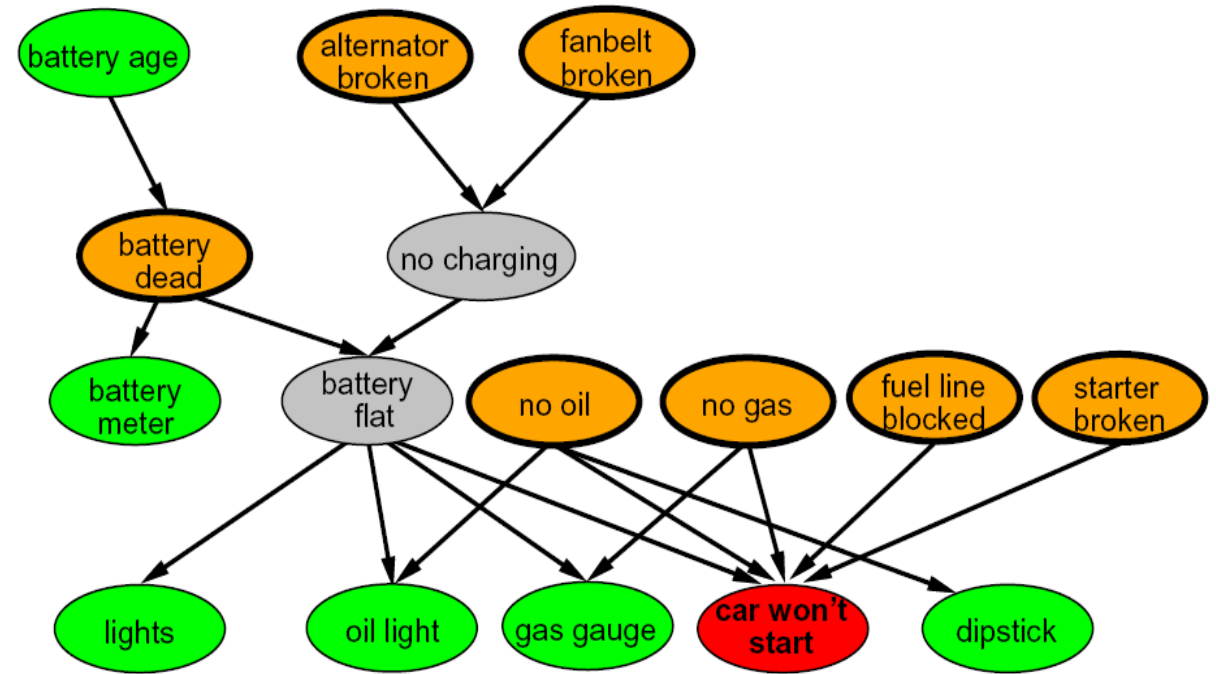 battery age
alternator
broken
fanbelt
broken
battery
dead
no charging
battery
meter
battery
flat
no oil
no gas
fuel line
blocked
starter
broken
lights
oil light
gas gauge
car won't
start
dipstick